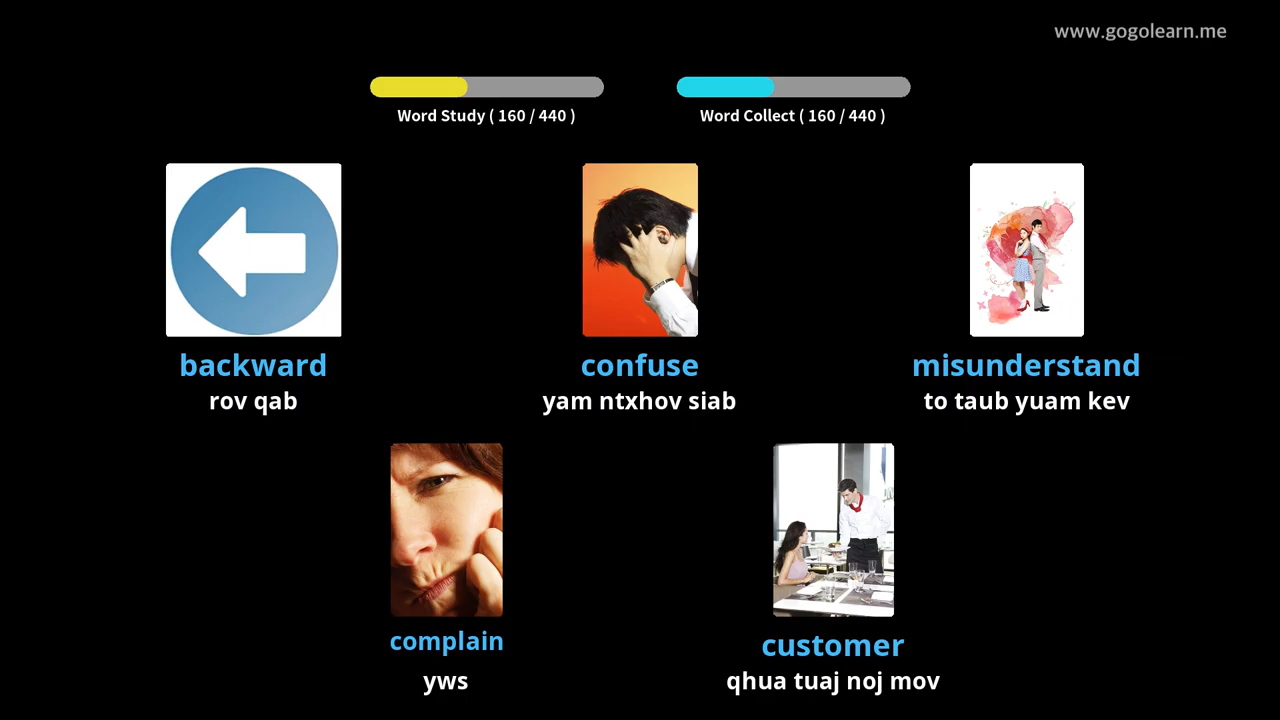 www.gogolearn.me
Word Study ( 160 / 440 )
Word Collect ( 160 / 440 )
backward
rov qab
confuse
yam ntxhov siab
misunderstand
to taub yuam kev
complain
yws
customer
qhua tuaj noj mov